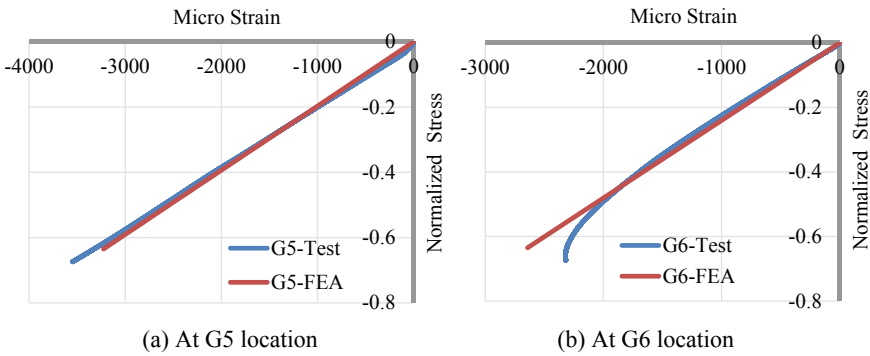 Micro Strain
-4000 -3000 -2000 -1000 0
0
-0.2
-0.4
-0.6
-0.8
Normalized Stress
G5-Test
G5-FEA
(a) At G5 location
Micro Strain
-3000 -2000 -1000 0
0
-0.2
-0.4
-0.6
-0.8
Normalized Stress
G6-Test
G6-FEA
(b) At G6 location